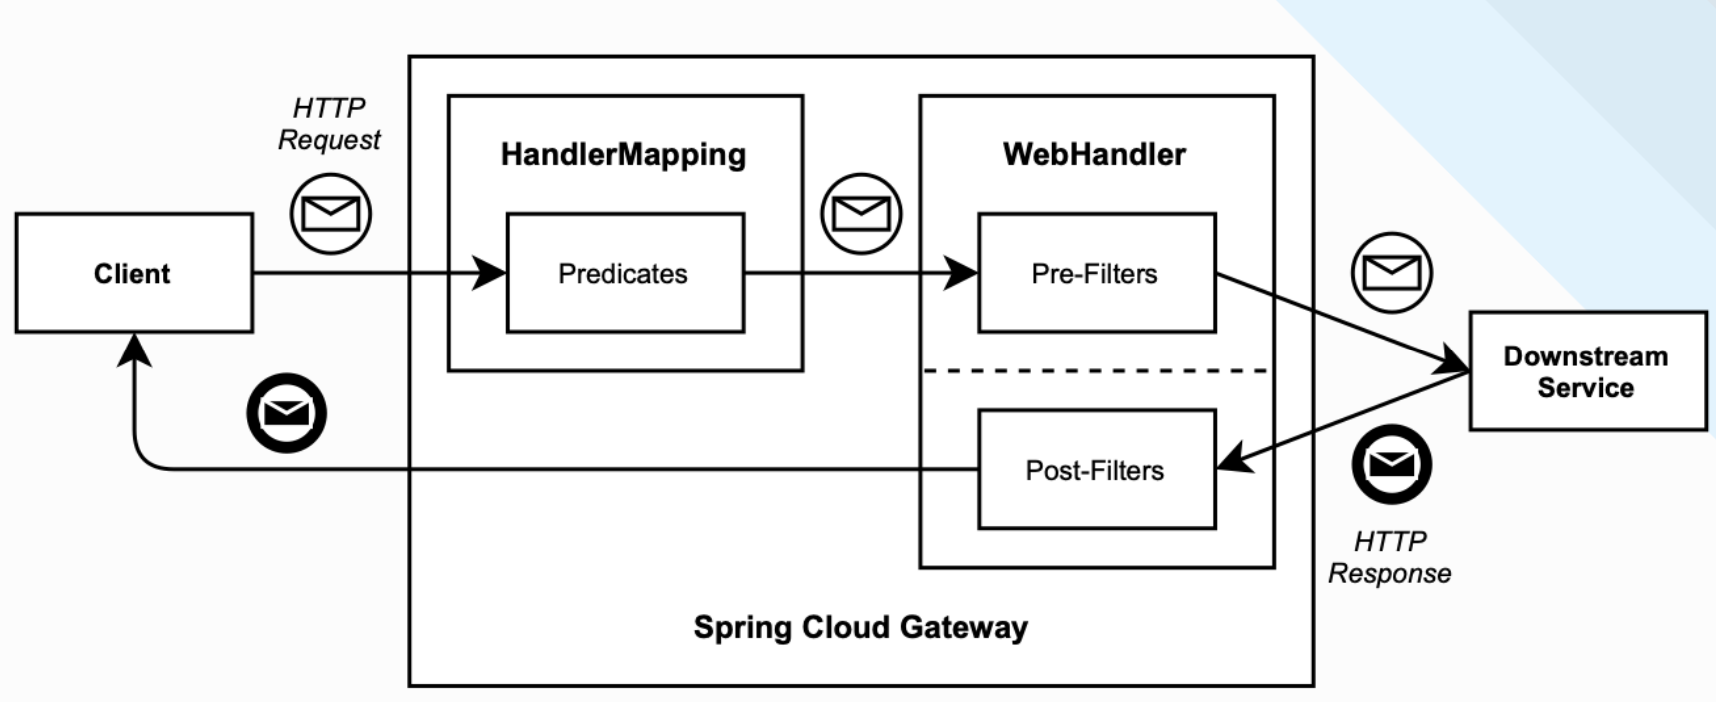 HTTP
Request
HandlerMapping
WebHandler
Client
Predicates
Pre-Filters
Downstream
Service
Post-Filters
HTTP
Response
Spring Cloud Gateway